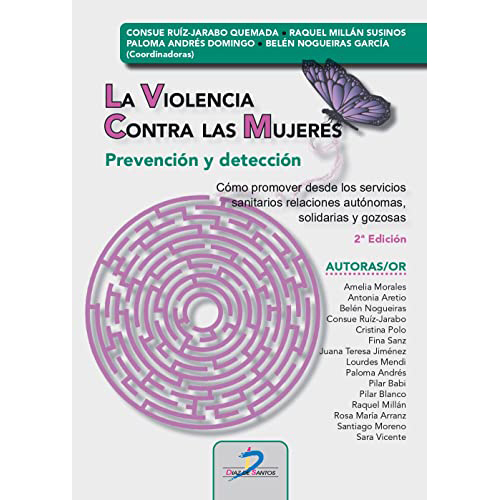 CONSUE RUÍZ-JARABO QUEMADA • RAQUEL MILLÁN SUSINOS
PALOMA ANDRÉS DOMINGO • BELÉN NOGUEIRAS GARCÍA
(Coordinadoras)
LA VIOLENCIA
CONTRA LAS MUJERES
Prevención y detección
Cómo promover desde los servicios
sanitarios relaciones autónomas,
solidarias y gozosas
2ª Edición
AUTORAS/OR
Amelia Morales
Antonia Aretio
Belén Nogueiras
Consue Ruíz-Jarabo
Cristina Polo
Fina Sanz
Juana Teresa Jiménez
Lourdes Mendi
Paloma Andrés
Pilar Babi
Pilar Blanco
Raquel Millán
Rosa María Arranz
Santiago Moreno
Sara Vicente
DIAZ DE SANTOS